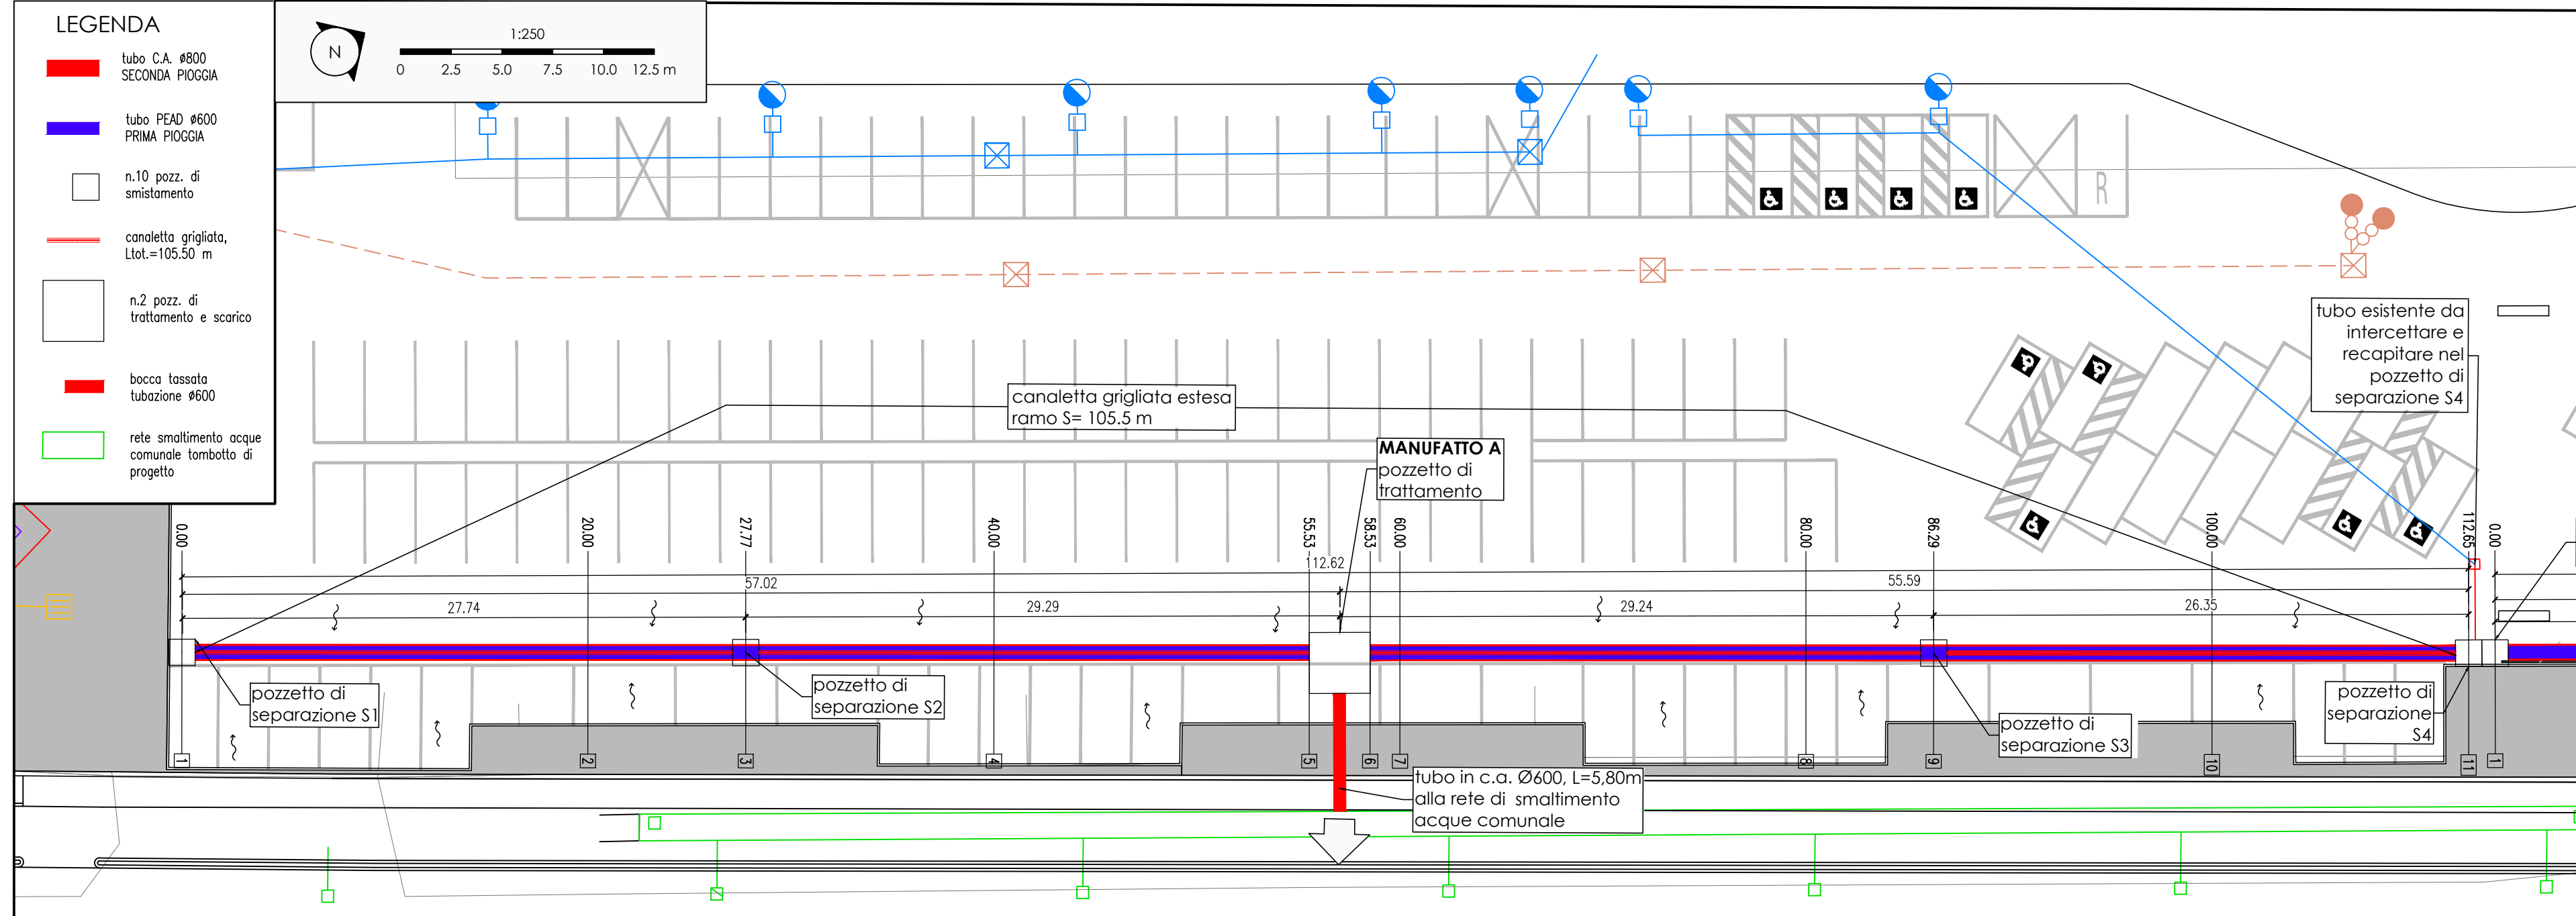 LEGENDA
tubo C.A. ø800
SECONDA PIOGGIA
tubo PEAD ø600
PRIMA PIOGGIA
n.10 pozz. di
smistamento
canaletta grigliata,
Ltot.=105.50 m
n.2 pozz. di
trattamento e scarico
bocca tassata
tubazione ø600
rete smaltimento acque
comunale tombotto di
progetto
N
1:250
0 2.5 5.0 7.5 10.0 12.5 m
R
tubo esistente da
intercettare e
recapitare nel
pozzetto di
separazione S4
canaletta grigliata estesa
ramo S= 105.5 m
MANUFATTO A
pozzetto di
trattamento
0.00 20.00 27.77 40.00 55.53 58.53 60.00 80.00 86.29 100.00 112.65 0.00
112.62
57.02 55.59
27.74 29.29 29.24 26.35
pozzetto di
separazione S1
pozzetto di
separazione S2
pozzetto di
separazione S3
pozzetto di
separazione
S4
1 2 3 4 5 6 7 8 9 10 11 1
tubo in c.a. Ø600, L=5,80m
alla rete di smaltimento
acque comunale